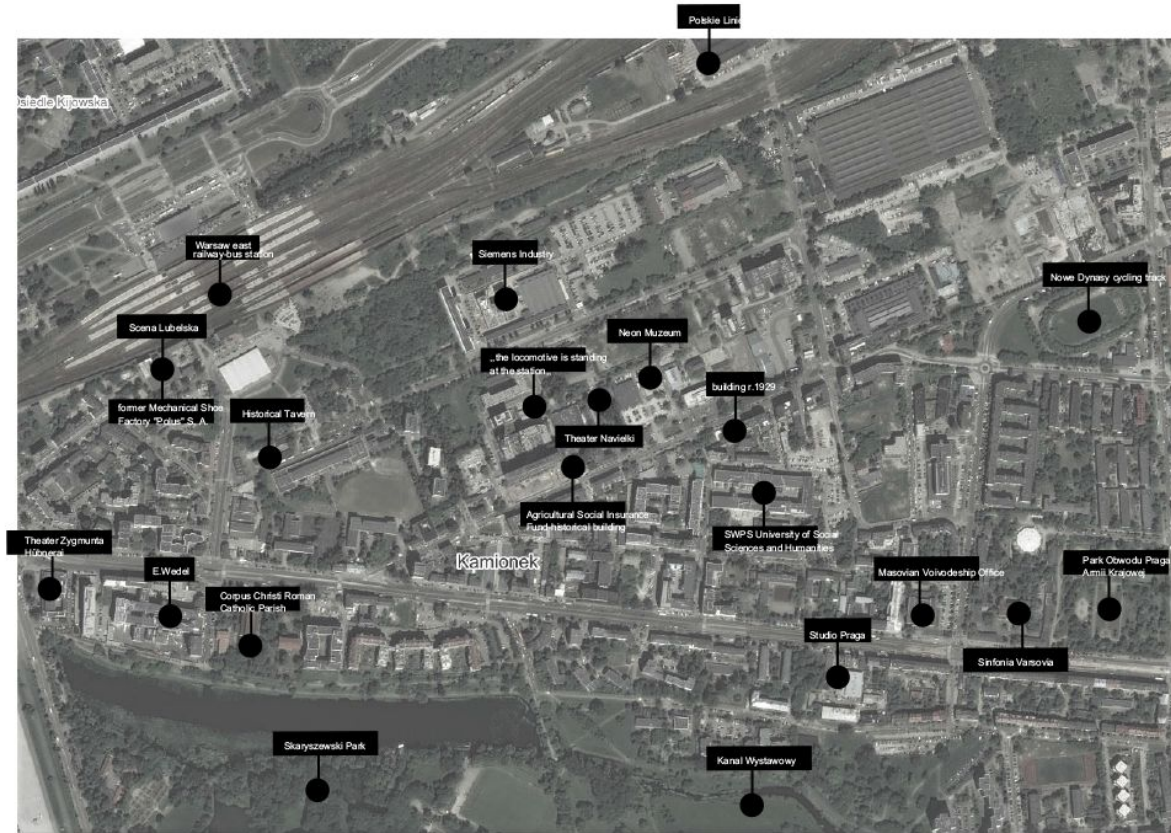 Polskie Lini
Osiedle Kijowska
Warsaw east
railway-bus station
Siemens Industry
Nowe Dynasy cycling track
Scena Lubelska
Neon Muzeum
,,the locomotive is standing
at the station,,
building r.1929
former Mechanical Shoe
Factory "Polus" S. A.
Historical Tavern
Theater Navielki
Agricultural Social Insurance
Fund-historical building
SWPS University of Social
Sciences and Humanities
Theater Zygmunta
Hübnerai
Kamionek
E.Wedel
Masovian Voivodeship Office
Park Obwodu Praga
Armii Krajowej
Corpus Christi Roman
Catholic Parish
Studio Praga
Sinfonia Varsovia
Skaryszewski Park
Kanal Wystawowy